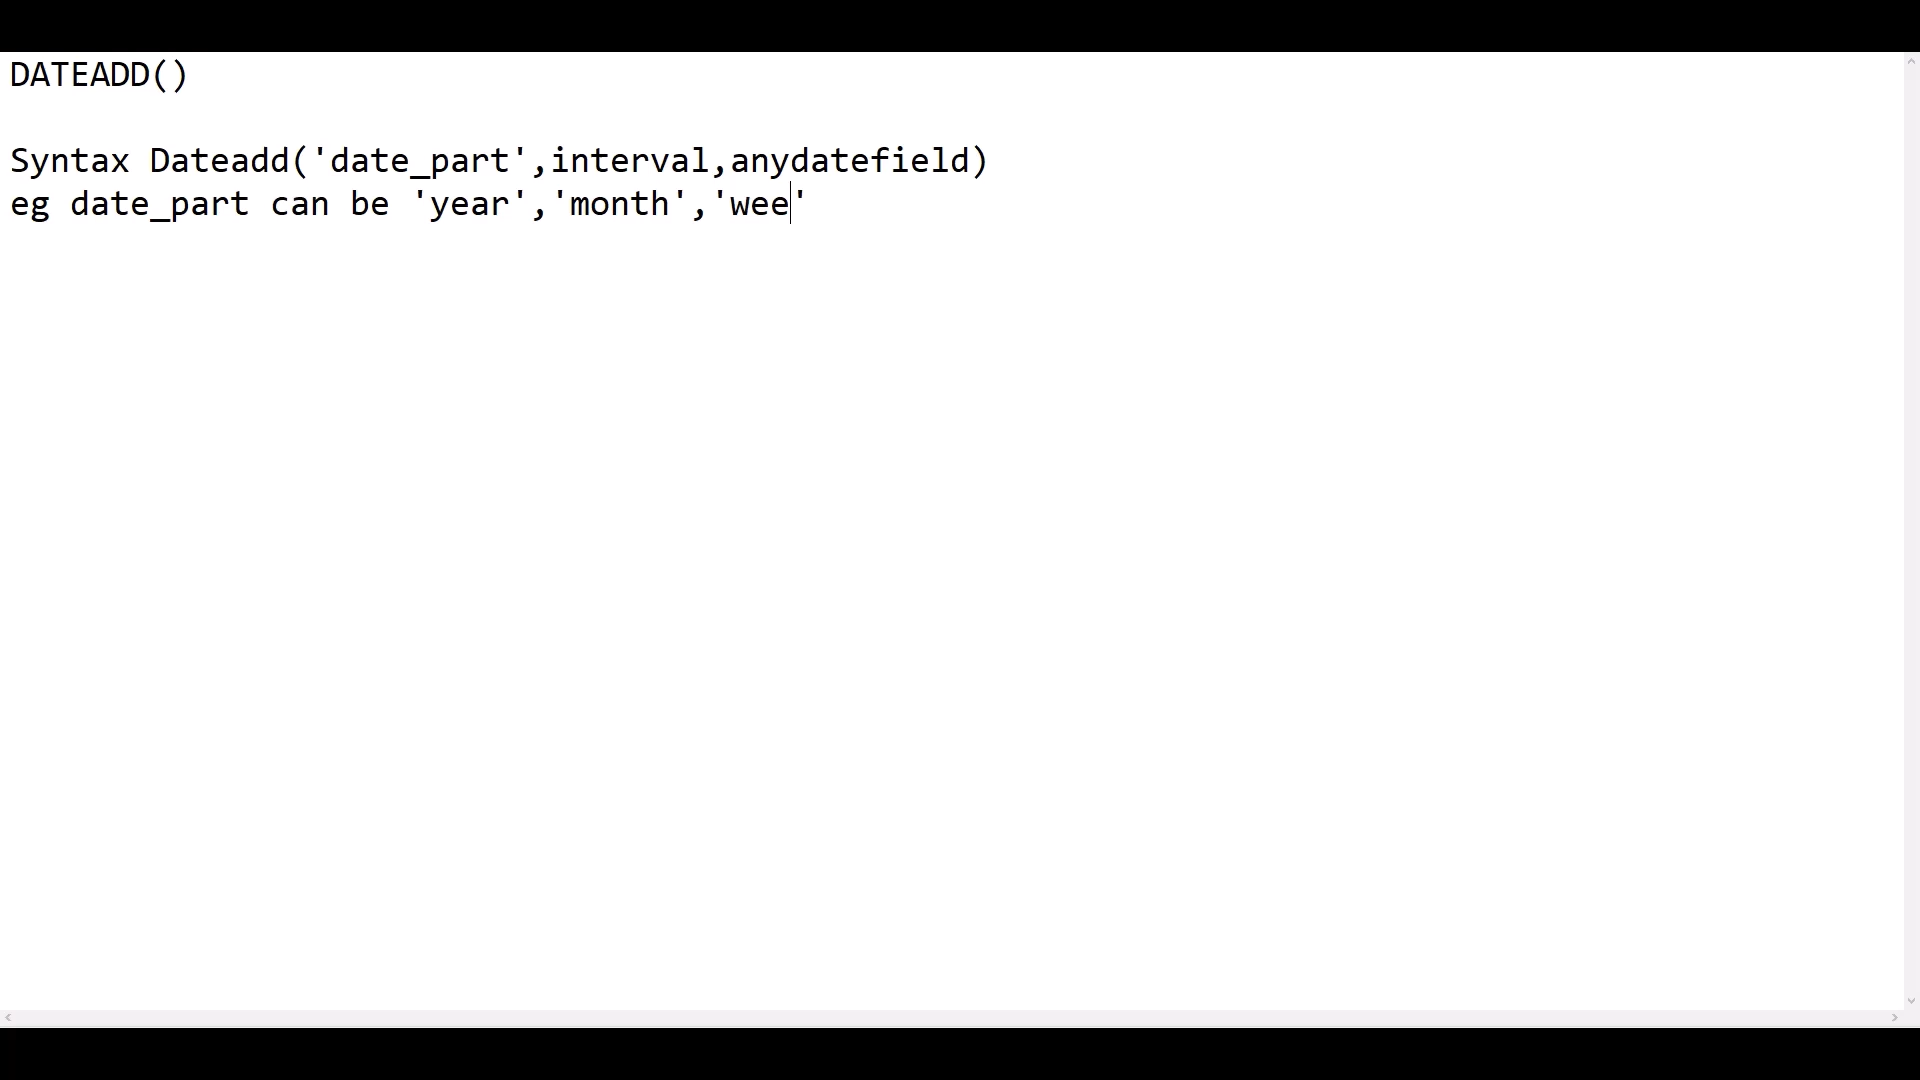 DATEADD()
Syntax Dateadd('date_part',interval,anydatefield)
eg date_part can be 'year','month','wee'